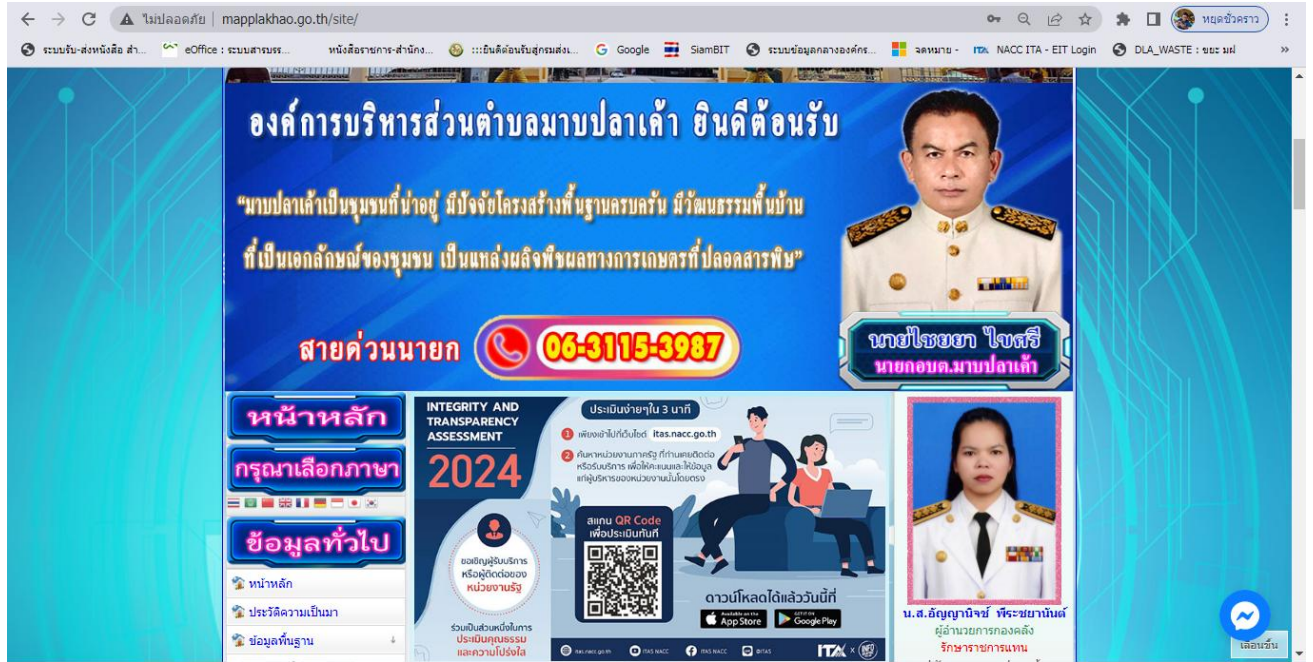 ไม่ปลอดภัย | mapplakhao.go.th/site/
หยุดชั่วคราว
ระบบรับ-ส่งหนังสือ สำ...
eOffice : ระบบสารบรร...
หนังสือราชการ-สำนักง...
:::ยินดีต้อนรับสู่กรมส่งเ...
Google
SiamBIT
ระบบข้อมูลกลางองค์กร...
จดหมาย -
NACC ITA - EIT Login
DLA_WASTE : ขยะ มฝ
»
องค์การบริหารส่วนตำบลมาบปลาเค้า ยินดีต้อนรับ
“มาบปลาเค้าเป็นชุมชนที่น่าอยู่ มีปัจจัยโครงสร้างพื้นฐานครบครัน มีวัฒนธรรมพื้นบ้าน
ที่เป็นเอกลักษณ์ของชุมชน เป็นแหล่งผลิตพืชผลทางการเกษตรที่ปลอดสารพิษ”
สายด่วนนายก 06-3115-3987
นายไชยยา ไขศรี
นายกอบต.มาบปลาเค้า
หน้าหลัก
กรุณาเลือกภาษา
ข้อมูลทั่วไป
หน้าหลัก
ประวัติความเป็นมา
ข้อมูลพื้นฐาน
INTEGRITY AND
TRANSPARENCY
ASSESSMENT
2024
ขอเชิญผู้รับบริการ
หรือผู้ติดต่อของ
หน่วยงานรัฐ
ร่วมเป็นส่วนหนึ่งในการ
ประเมินคุณธรรม
และความโปร่งใส
ประเมินง่ายๆใน 3 นาที
1 เพียงเข้าไปที่เว็บไซต์ itas.nacc.go.th
2 ค้นหาหน่วยงานภาครัฐ ที่ท่านเคยติดต่อ
หรือรับบริการ เพื่อให้คะแนนและให้ข้อมูล
แก่ผู้บริหารของหน่วยงานนั้นโดยตรง
สแกน QR Code
เพื่อประเมินทันที
ดาวน์โหลดได้แล้ววันนี้ที่
Available on the
App Store
GET IT ON
Google Play
itas.nacc.go.th
ITAS NACC
ITAS NACC
@ITAS
ITA
น.ส.อัญญานิจช์ พีระชยานันต์
ผู้อำนวยการกองคลัง
รักษาราชการแทน
เลื่อนขึ้น